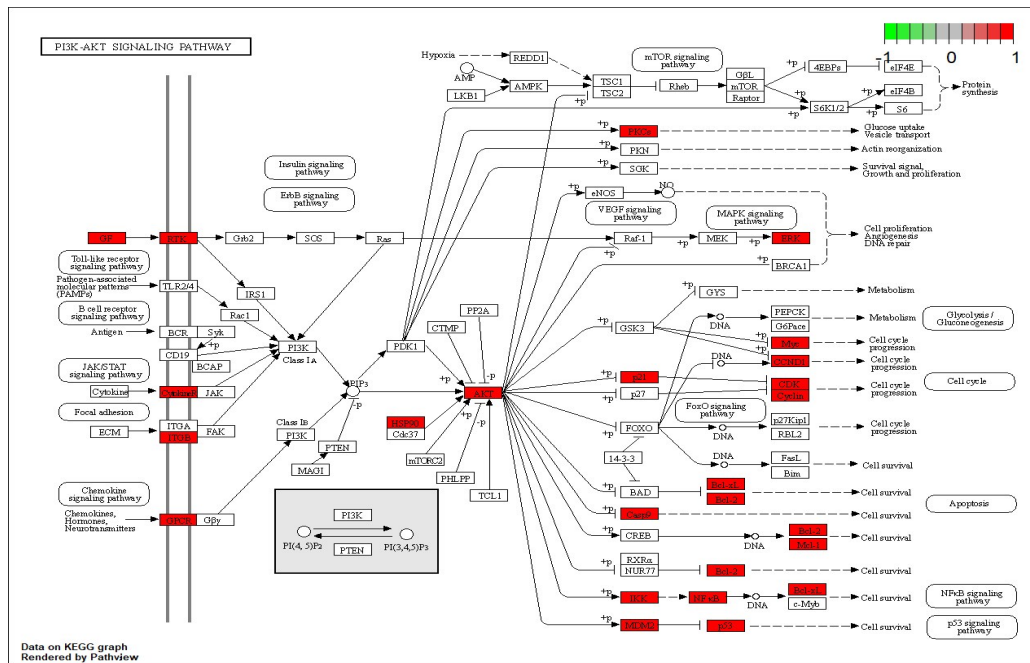 PI3K-AKT SIGNALING PATHWAY
-1 0 1
Hypoxia
REDD1
mTOR signaling
pathway
AMP
LKB1
AMPK
TSC1
TSC2
Rheb
GβL
mTOR
Raptor
+p
4EBPs
eIF4E
eIF4B
S6K1/2
+p
+p
S6
Protein
synthesis
+p
+p
PKCs
Glucose uptake
Vesicle transport
PKN
Actin reorganization
SGK
Survival signal,
Growth and proliferation
Insulin signaling
pathway
ErbB signaling
pathway
+p
eNOS
NO
VEGF signaling
pathway
MAPK signaling
pathway
GF
RTK
Grb2
SOS
Ras
Raf-1
+p
+p
MEK
+p
ERK
Cell proliferation
Angiogenesis
DNA repair
BRCA1
Toll-like receptor
signaling pathway
Pathogen-associated
molecular patterns
(PAMPs)
TLR2/4
IRS1
Rac1
B cell receptor
signaling pathway
Antigen
BCR
Syk
+p
CD19
BCAP
PI3K
Class IA
PDK1
CTMP
PP2A
GYS
Metabolism
+p
GSK3
DNA
PEPCK
G6Pace
Metabolism
Glycolysis /
Gluconeogenesis
Myc
Cell cycle
progression
DNA
CCND1
Cell cycle
progression
JAK/STAT
signaling pathway
Cytokine
CytokineR
JAK
PIP3
-p
+p
-p
AKT
+p
p21
p27
CDK
Cyclin
Cell cycle
progression
Cell cycle
Focal adhesion
ECM
ITGA
ITGB
FAK
Class IB
PI3K
PTEN
MAGI
HSP90
Cdc37
+p
-p
mTORC2
PHLPP
TCL1
FOXO
FoxO signaling
pathway
DNA
p27Kip1
RBL2
Cell cycle
progression
14-3-3
DNA
FasL
Bim
Cell survival
+p
BAD
Bcl-xL
Bcl-2
Cell survival
Apoptosis
+p
Casp9
Cell survival
+p
CREB
DNA
Bcl-2
Mcl-1
Cell survival
Chemokine
signaling pathway
Chemokines,
Hormones,
Neurotransmitters
GPCR
Gβγ
PI3K
PTEN
PI(4, 5)P2
PI(3,4,5)P3
+p
RXRα
NUR77
Bcl-2
Cell survival
+p
IKK
NFκB
DNA
Bcl-xL
c-Myb
Cell survival
NFκB signaling
pathway
+p
MDM2
p53
Cell survival
p53 signaling
pathway
Data on KEGG graph
Rendered by Pathview